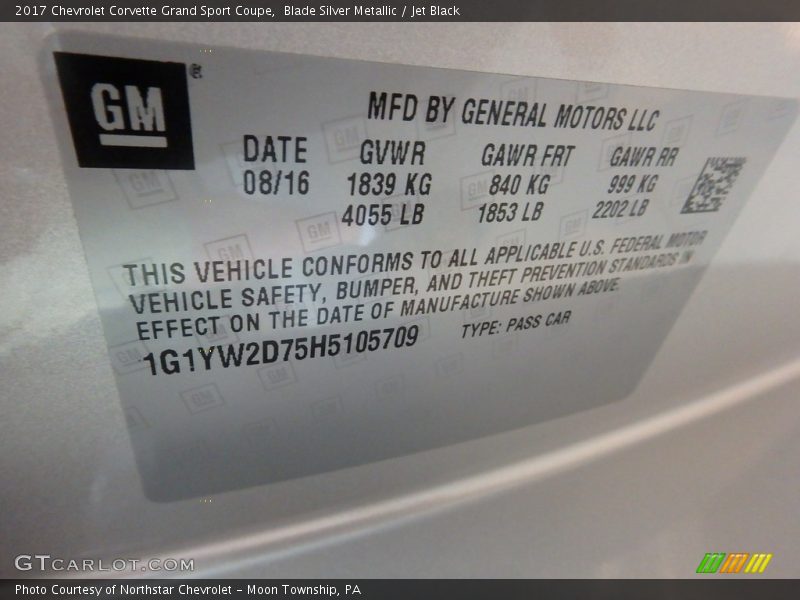 2017 Chevrolet Corvette Grand Sport Coupe, Blade Silver Metallic / Jet Black
GM ®
MFD BY GENERAL MOTORS LLC
DATE GVWR GAWR FRT GAWR RR
08/16 1839 KG 840 KG 999 KG
4055 LB 1853 LB 2202 LB
THIS VEHICLE CONFORMS TO ALL APPLICABLE U.S. FEDERAL MOTOR
VEHICLE SAFETY, BUMPER, AND THEFT PREVENTION STANDARDS IN
EFFECT ON THE DATE OF MANUFACTURE SHOWN ABOVE.
1G1YW2D75H5105709 TYPE: PASS CAR
GTCARLOT.COM
Photo Courtesy of Northstar Chevrolet - Moon Township, PA